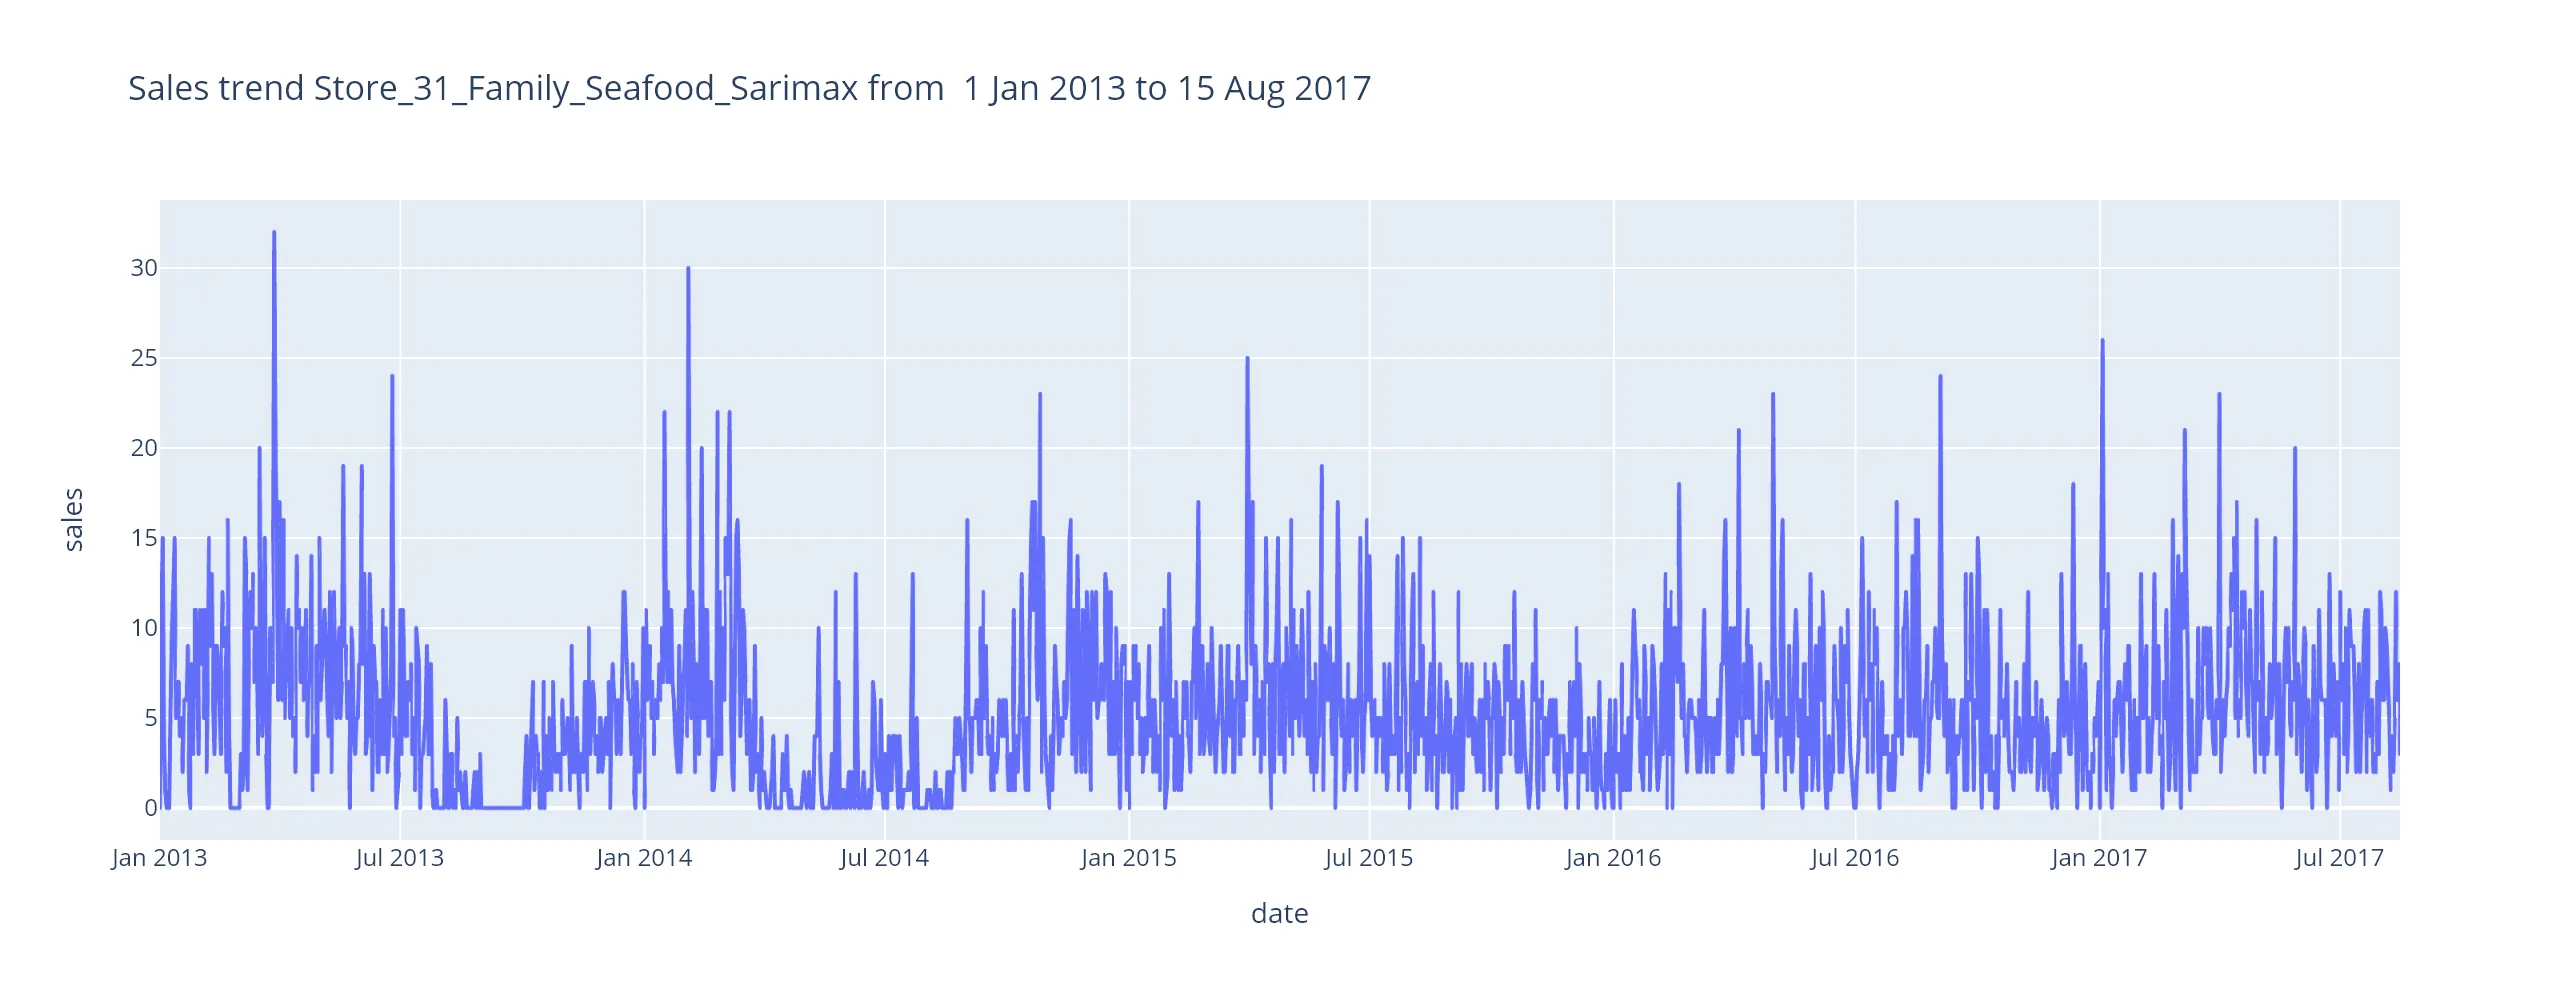 Sales trend Store_31_Family_Seafood_Sarimax from  1 Jan 2013 to 15 Aug 2017
30
25
20
15
10
5
0
sales
Jan 2013 Jul 2013 Jan 2014 Jul 2014 Jan 2015 Jul 2015 Jan 2016 Jul 2016 Jan 2017 Jul 2017
date